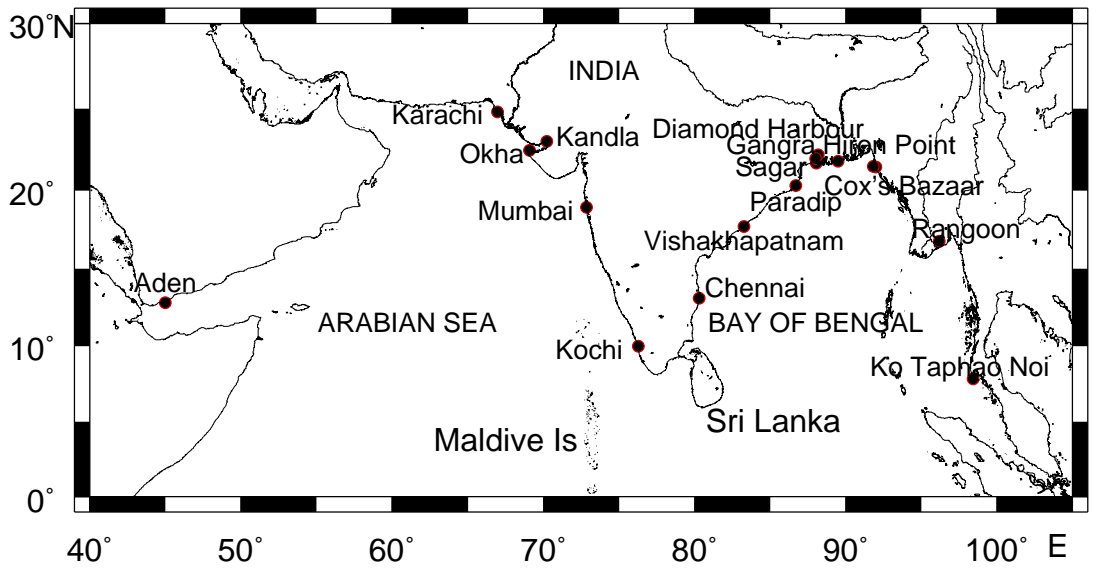 30°N
INDIA
Karachi
Kandla
Diamond Harbour
Gangra Hiron Point
Okha
Sagar
20°
Cox's Bazaar
Mumbai
Paradip
Rangoon
Vishakhapatnam
Aden
Chennai
ARABIAN SEA
BAY OF BENGAL
10°
Kochi
Ko Taphao Noi
Sri Lanka
Maldive Is
0°
40° 50° 60° 70° 80° 90° 100° E